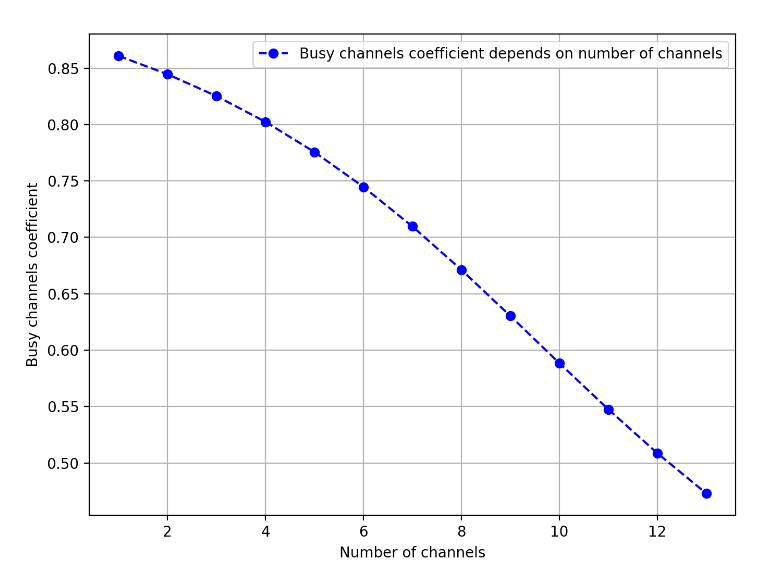 Busy channels coefficient depends on number of channels
0.85
0.80
0.75
0.70
0.65
0.60
0.55
0.50
Busy channels coefficient
2 4 6 8 10 12
Number of channels